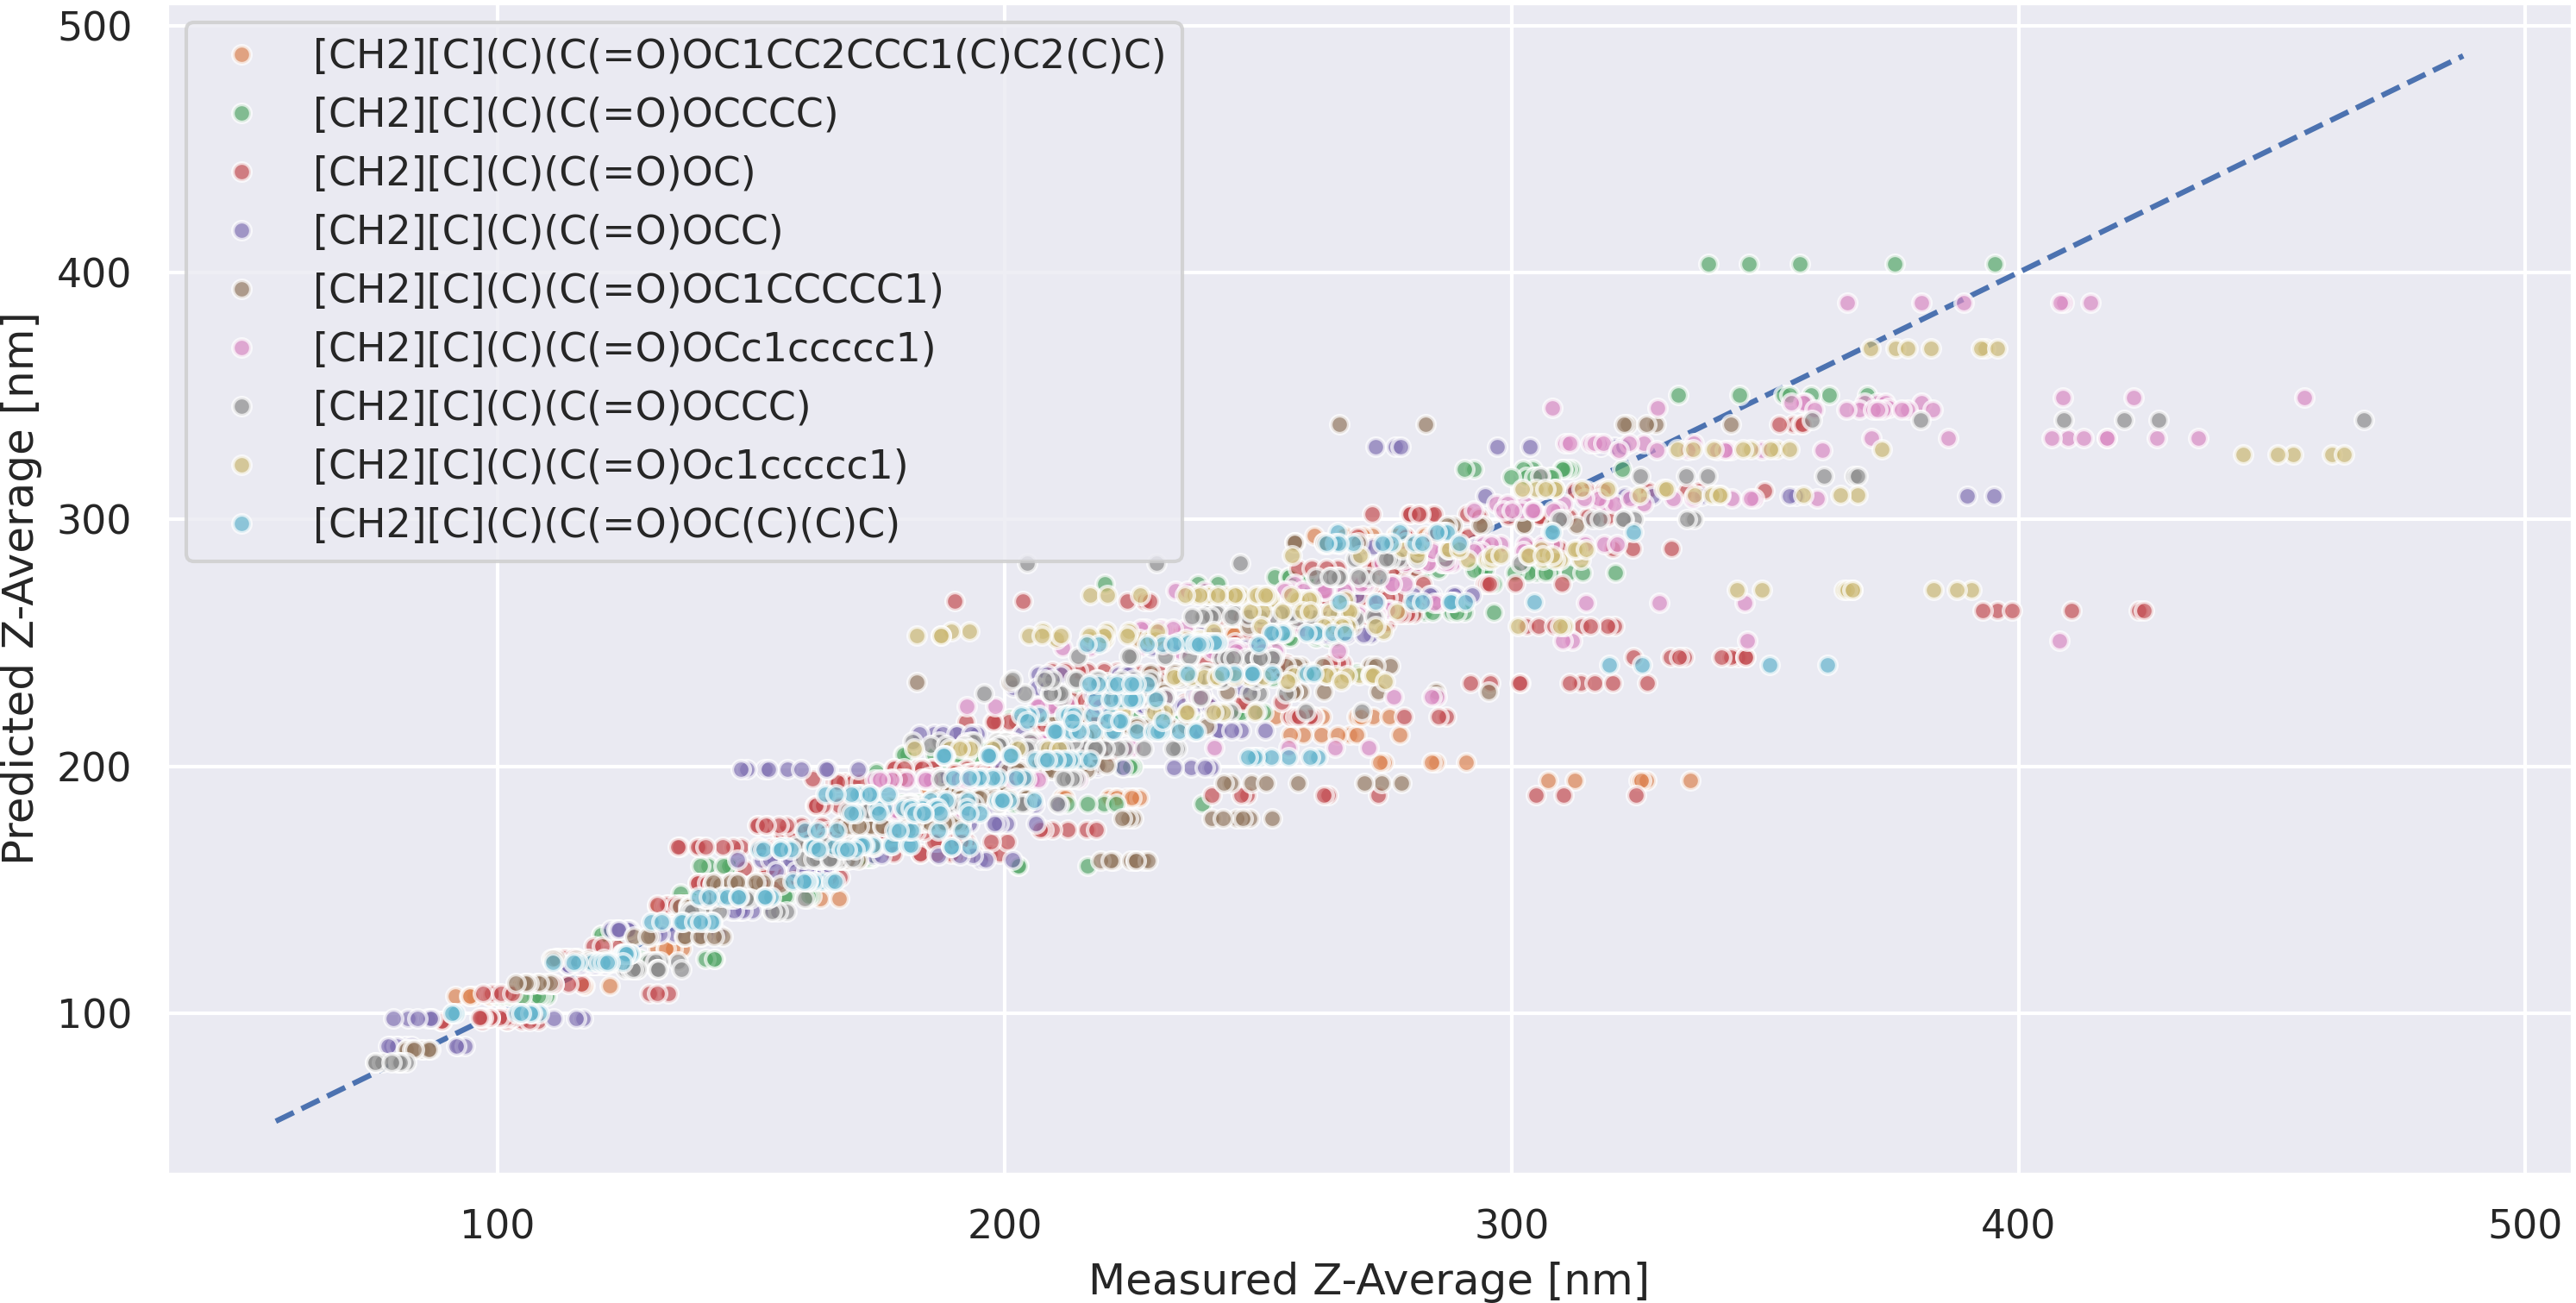 500
400
300
200
100
Predicted Z-Average [nm]
[CH2][C](C)(C(=O)OC1CC2CCC1(C)C2(C)C)
[CH2][C](C)(C(=O)OCCCC)
[CH2][C](C)(C(=O)OC)
[CH2][C](C)(C(=O)OCC)
[CH2][C](C)(C(=O)OC1CCCCC1)
[CH2][C](C)(C(=O)OCc1ccccc1)
[CH2][C](C)(C(=O)OCCC)
[CH2][C](C)(C(=O)Oc1ccccc1)
[CH2][C](C)(C(=O)OC(C)(C)C)
100 200 300 400 500
Measured Z-Average [nm]